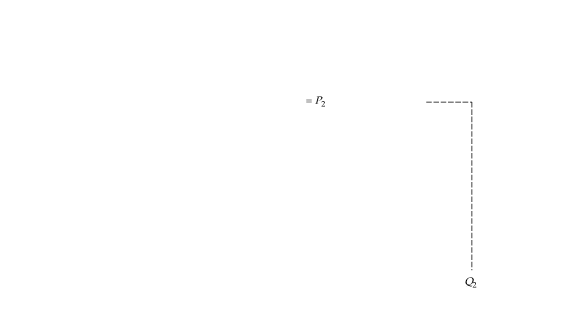 = P₂
Q₂